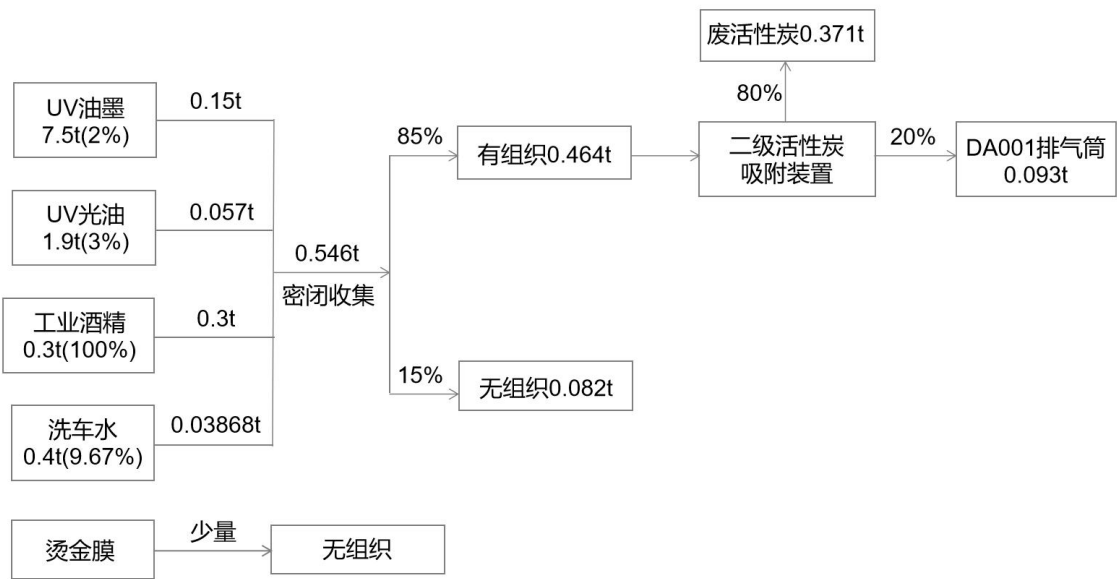 废活性炭0.371t
UV油墨
7.5t(2%)
0.15t
80%
85%
有组织0.464t
二级活性炭
吸附装置
20%
DA001排气筒
0.093t
UV光油
1.9t(3%)
0.057t
0.546t
密闭收集
工业酒精
0.3t(100%)
0.3t
15%
无组织0.082t
洗车水
0.4t(9.67%)
0.03868t
烫金膜
少量
无组织